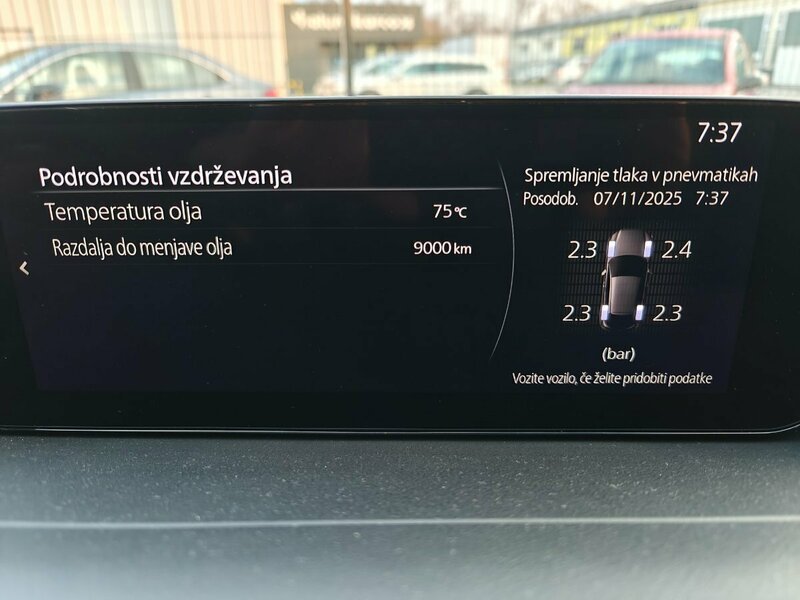 7:37
Podrobnosti vzdrževanja
Temperatura olja 75°C
Razdalja do menjave olja 9000 km
Spremljanje tlaka v pnevmatikah
Posodob. 07/11/2025 7:37
2.3 2.4
2.3 2.3
(bar)
Vozite vozilo, če želite pridobiti podatke